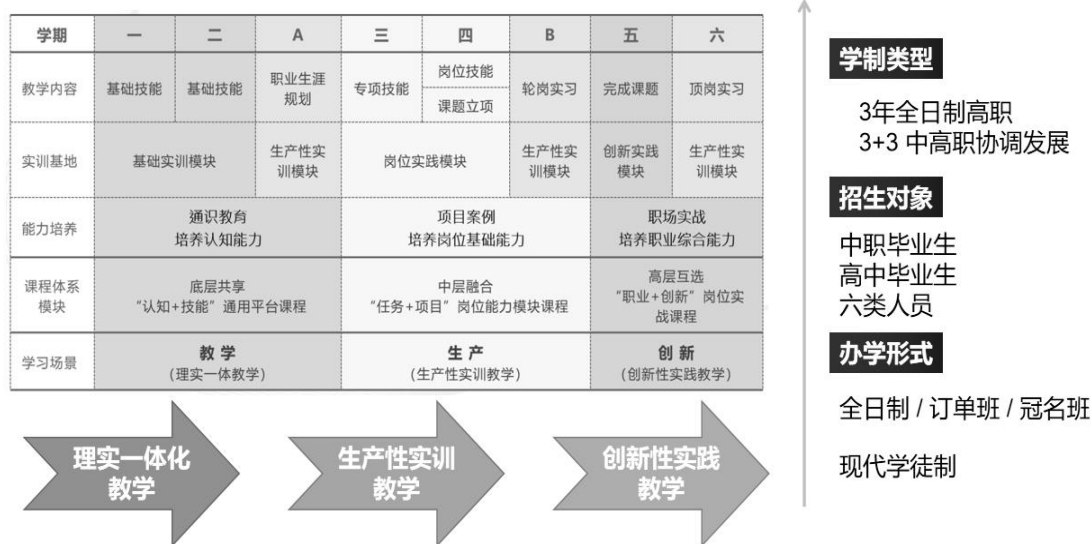 学期 一 二 A 三 四 B 五 六
教学内容 基础技能 基础技能 职业生涯规划 专项技能 岗位技能 课题立项 轮岗实习 完成课题 顶岗实习
实训基地 基础实训模块 生产性实训模块 岗位实践模块 生产性实训模块 创新实践模块 生产性实训模块
能力培养
通识教育
培养认知能力
项目案例
培养岗位基础能力
职场实战
培养职业综合能力
课程体系
模块
底层共享
“认知+技能”通用平台课程
中层融合
“任务+项目”岗位能力模块课程
高层互选
“职业+创新”岗位实
战课程
学习场景
教 学
(理实一体教学)
生 产
(生产性实训教学)
创 新
(创新性实践教学)
理实一体化
教学
生产性实训
教学
创新性实践
教学
学制类型
3年全日制高职
3+3 中高职协调发展
招生对象
中职毕业生
高中毕业生
六类人员
办学形式
全日制 / 订单班 / 冠名班
现代学徒制